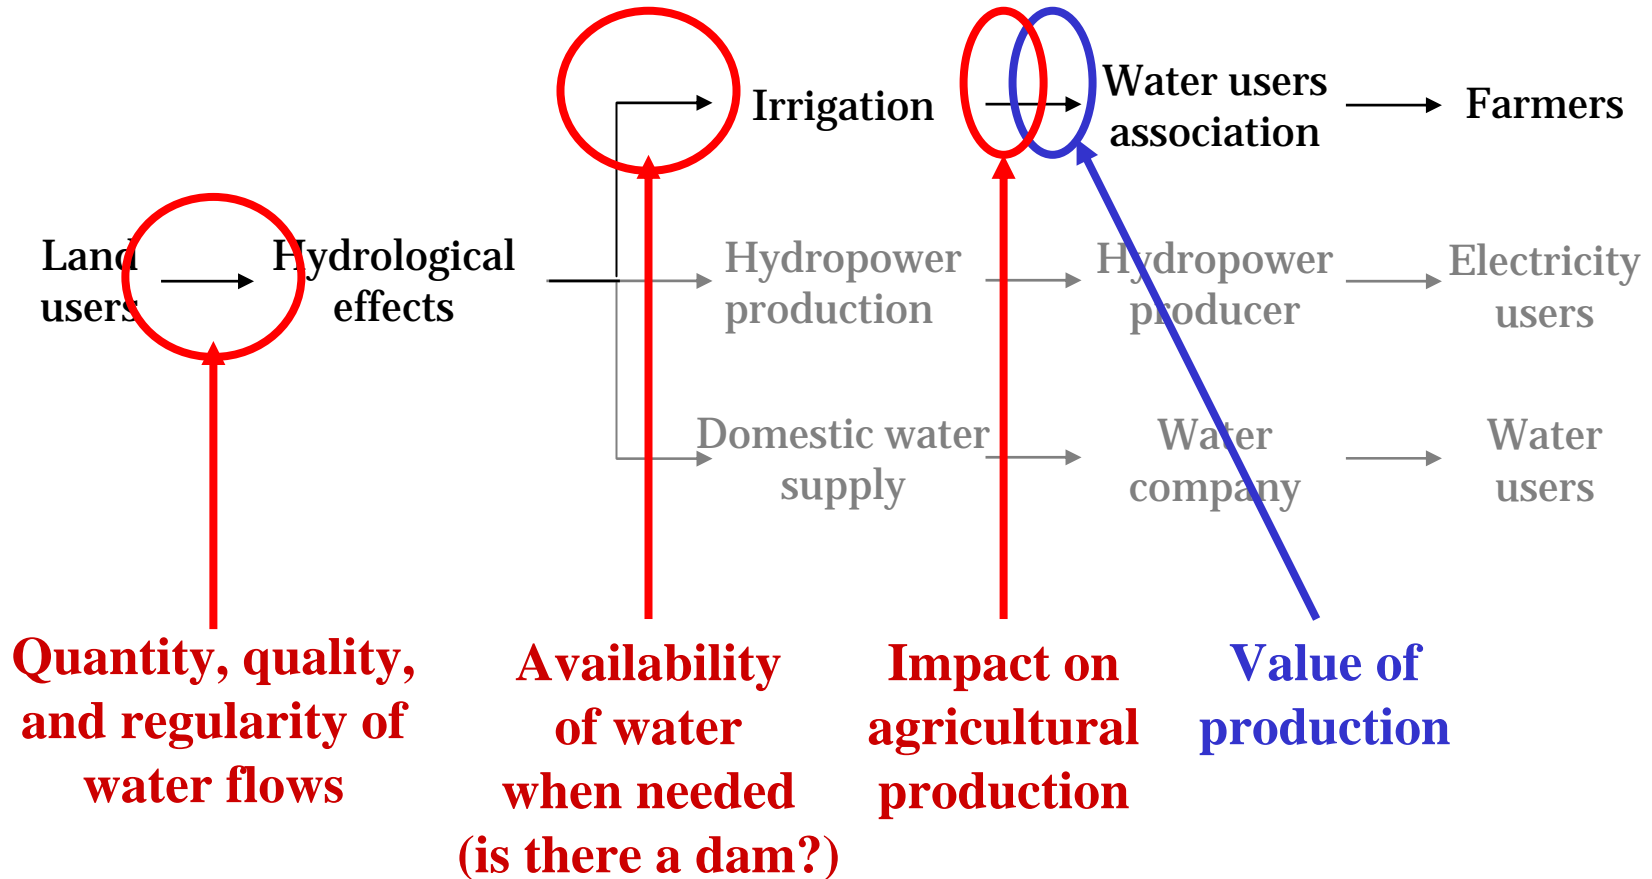 Irrigation
Water users
association
Farmers
Land
users
Hydrological
effects
Hydropower
production
Hydropower
producer
Electricity
users
Domestic water
supply
Water
company
Water
users
Quantity, quality,
and regularity of
water flows
Availability
of water
when needed
(is there a dam?)
Impact on
agricultural
production
Value of
production